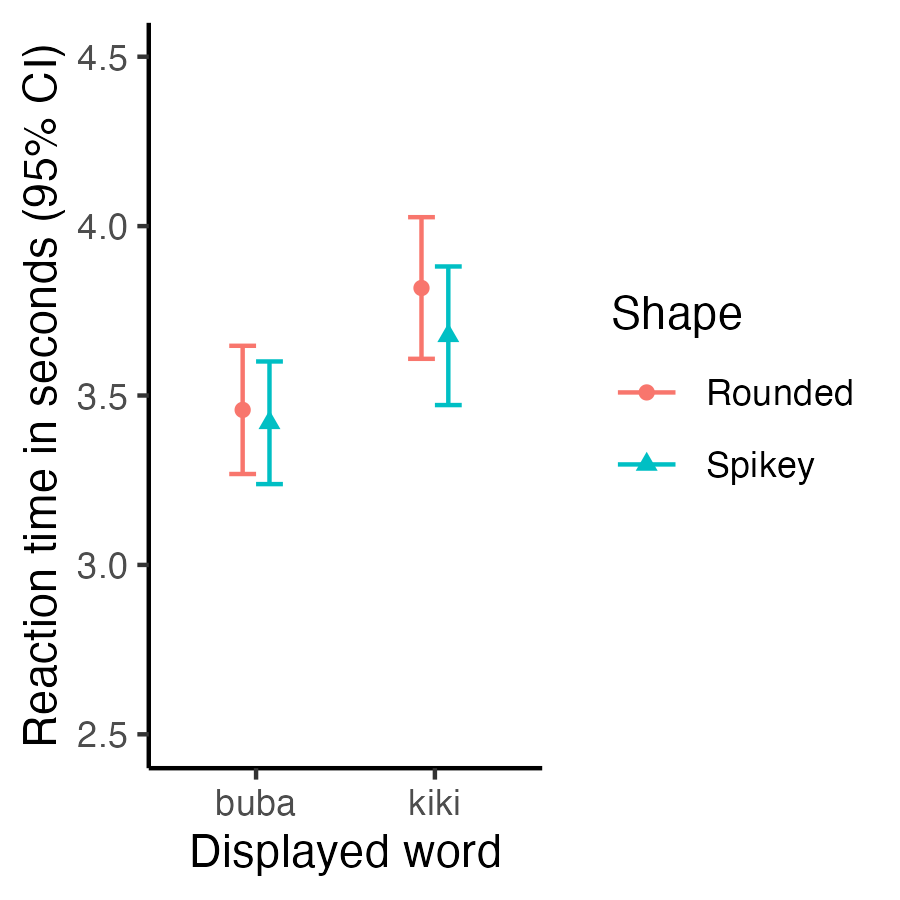 Reaction time in seconds (95% CI)
4.5
4.0
3.5
3.0
2.5
buba kiki
Displayed word
Shape
Rounded
Spikey